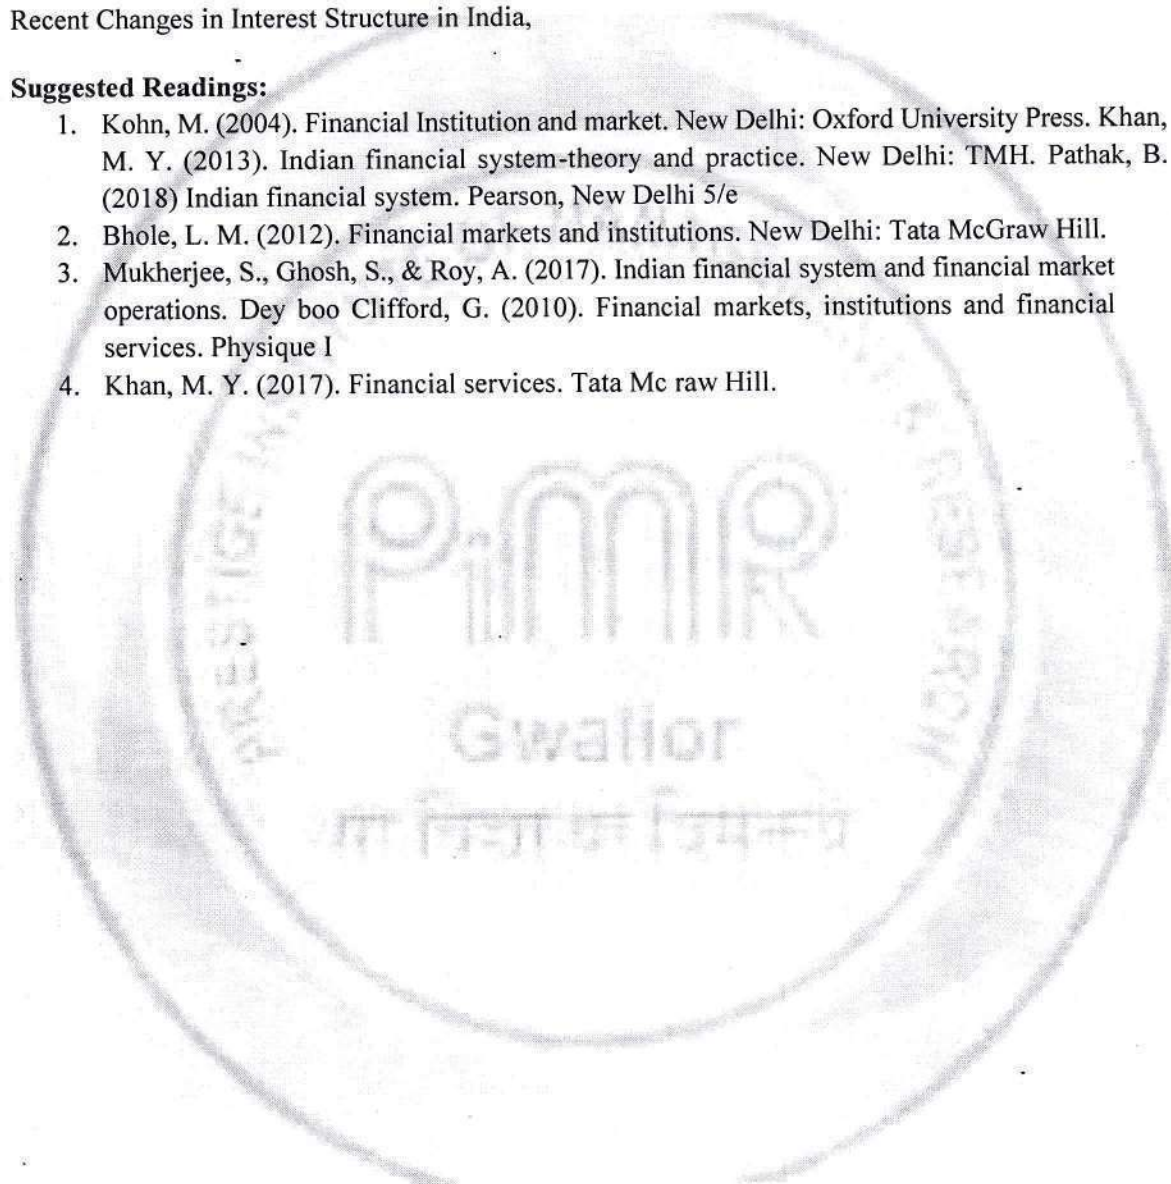 Recent Changes in Interest Structure in India,
Suggested Readings:
1. Kohn, M. (2004). Financial Institution and market. New Delhi: Oxford University Press. Khan,
M. Y. (2013). Indian financial system-theory and practice. New Delhi: TMH. Pathak, B.
(2018) Indian financial system. Pearson, New Delhi 5/e
2. Bhole, L. M. (2012). Financial markets and institutions. New Delhi: Tata McGraw Hill.
3. Mukherjee, S., Ghosh, S., & Roy, A. (2017). Indian financial system and financial market
operations. Dey boo Clifford, G. (2010). Financial markets, institutions and financial
services. Physique I
4. Khan, M. Y. (2017). Financial services. Tata Mc raw Hill.
PRESTIGE & RESEARCH
PiMR
Gwalior